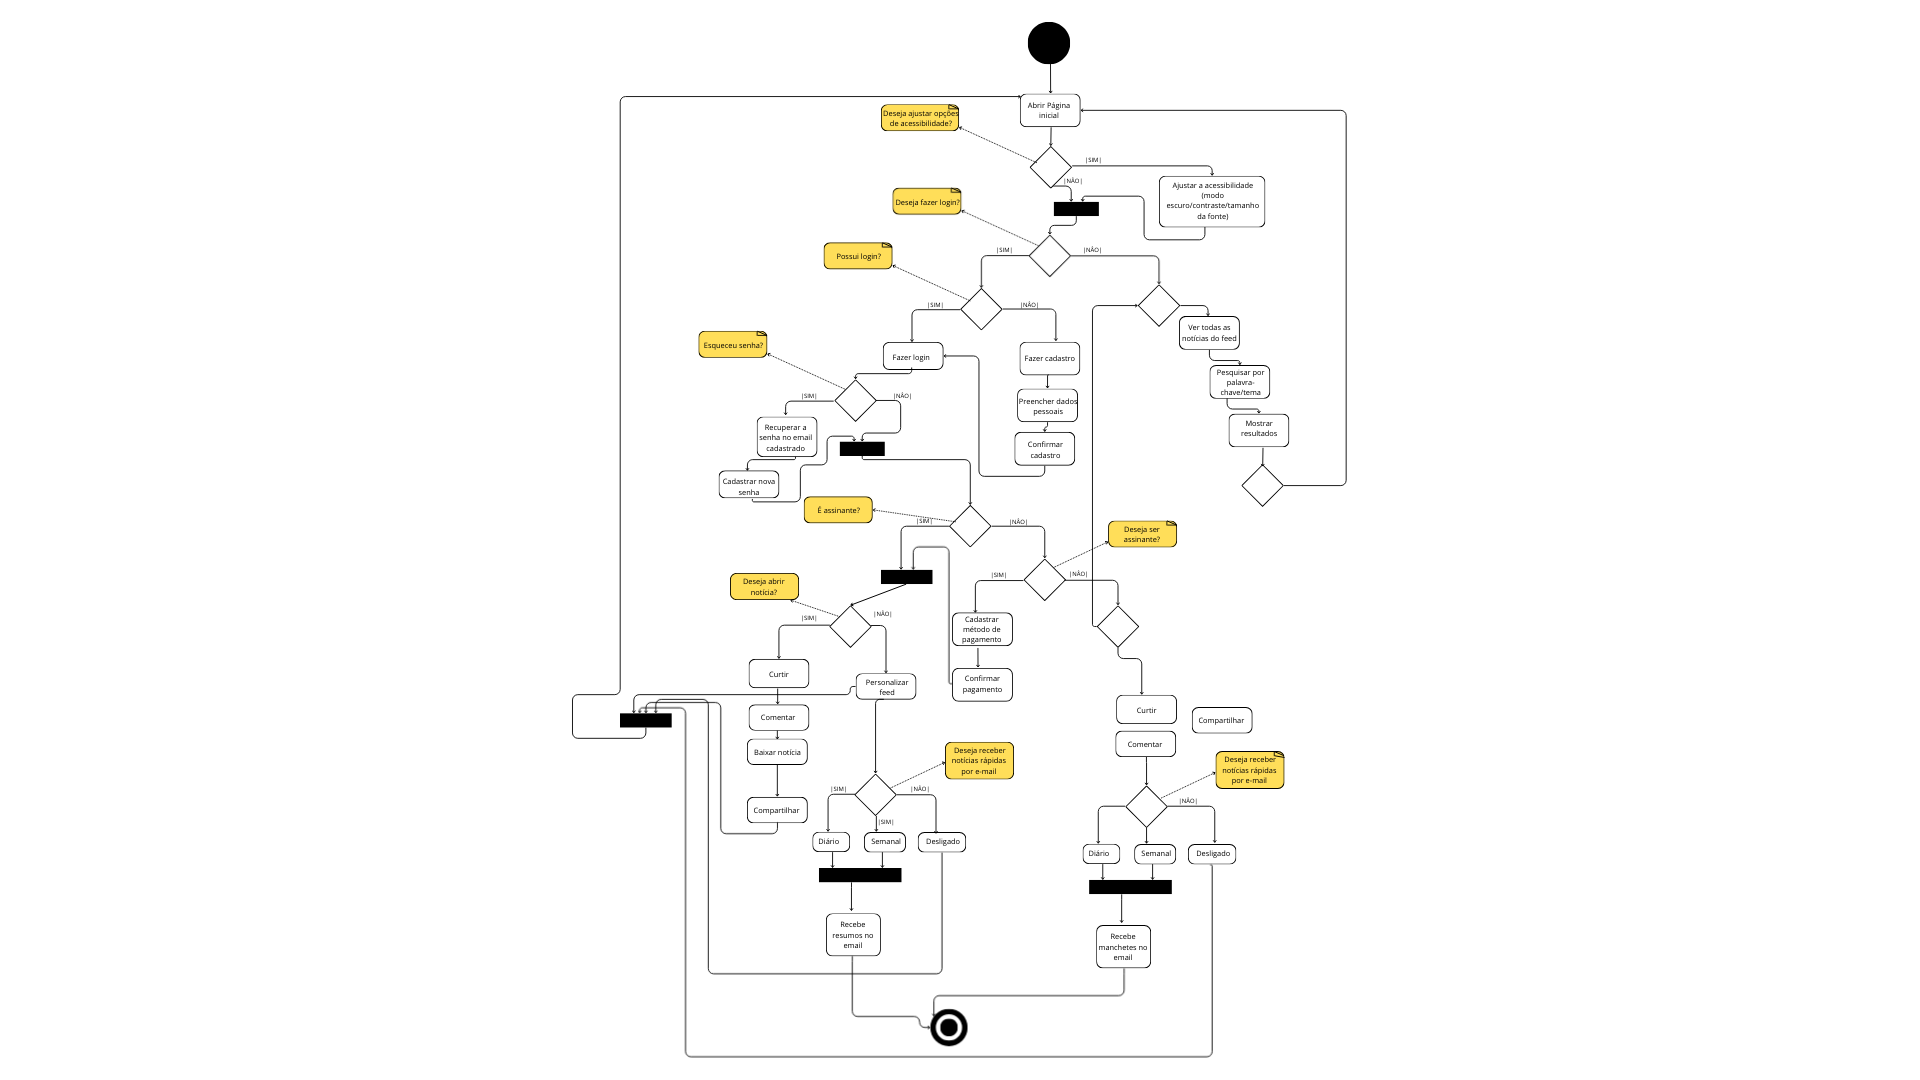 Abrir Página
inicial
Deseja ajustar opções
de acessibilidade?
|SIM|
|NÃO|
Ajustar a acessibilidade
(modo
escuro/contraste/tamanho
da fonte)
Deseja fazer login?
|SIM|
|NÃO|
Possui login?
|SIM|
|NÃO|
Ver todas as
notícias do feed
Esqueceu senha?
Fazer login
Fazer cadastro
Pesquisar por
palavra-
chave/tema
|SIM|
|NÃO|
Preencher dados
pessoais
Recuperar a
senha no email
cadastrado
Mostrar
resultados
Confirmar
cadastro
Cadastrar nova
senha
É assinante?
|SIM|
|NÃO|
Deseja ser
assinante?
|SIM|
|NÃO|
Deseja abrir
notícia?
|SIM|
|NÃO|
Cadastrar
método de
pagamento
Curtir
Personalizar
feed
Confirmar
pagamento
Comentar
Curtir
Compartilhar
Baixar notícia
Comentar
Deseja receber
notícias rápidas
por e-mail
Deseja receber
notícias rápidas
por e-mail
|SIM|
|NÃO|
|NÃO|
Compartilhar
|SIM|
Diário
Semanal
Desligado
Diário
Semanal
Desligado
Recebe
resumos no
email
Recebe
manchetes no
email